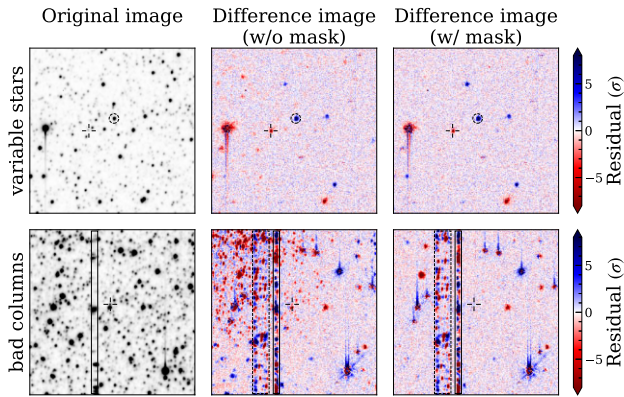 Original image
Difference image
(w/o mask)
Difference image
(w/ mask)
variable stars
5
0
−5
Residual (σ)
bad columns
5
0
−5
Residual (σ)